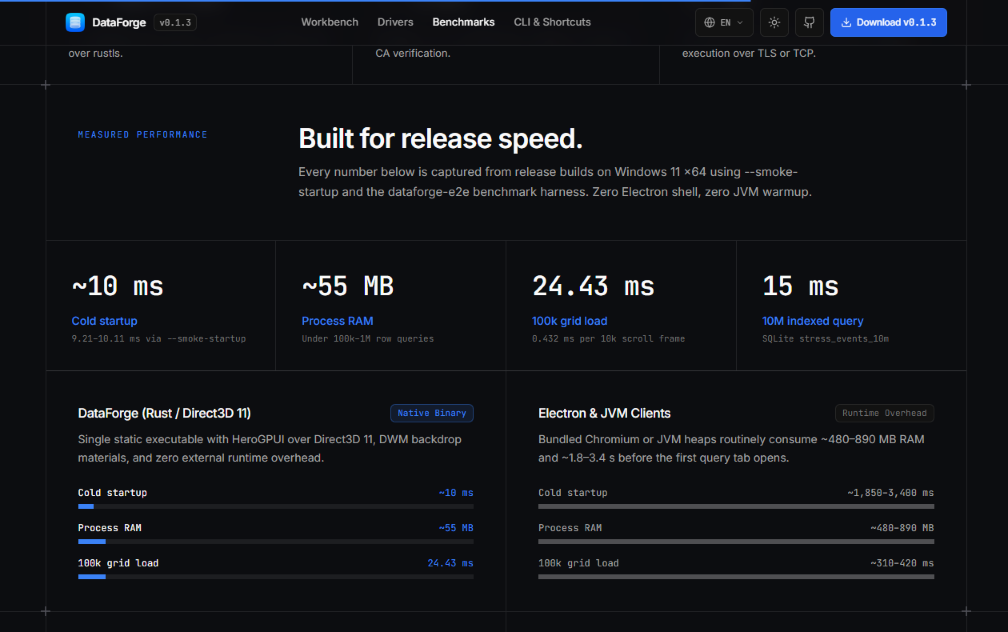 DataForge v0.1.3 Workbench Drivers Benchmarks CLI & Shortcuts EN Download v0.1.3
over rustls. CA verification. execution over TLS or TCP.
MEASURED PERFORMANCE
Built for release speed.
Every number below is captured from release builds on Windows 11 ×64 using --smoke-
startup and the dataforge-e2e benchmark harness. Zero Electron shell, zero JVM warmup.
~10 ms
Cold startup
9.21–10.11 ms via --smoke-startup
~55 MB
Process RAM
Under 100k–1M row queries
24.43 ms
100k grid load
0.432 ms per 10k scroll frame
15 ms
10M indexed query
SQLite stress_events_10m
DataForge (Rust / Direct3D 11) Native Binary
Single static executable with HeroGPUI over Direct3D 11, DWM backdrop
materials, and zero external runtime overhead.
Cold startup ~10 ms
Process RAM ~55 MB
100k grid load 24.43 ms
Electron & JVM Clients Runtime Overhead
Bundled Chromium or JVM heaps routinely consume ~480–890 MB RAM
and ~1.8–3.4 s before the first query tab opens.
Cold startup ~1,850–3,400 ms
Process RAM ~480–890 MB
100k grid load ~310–420 ms